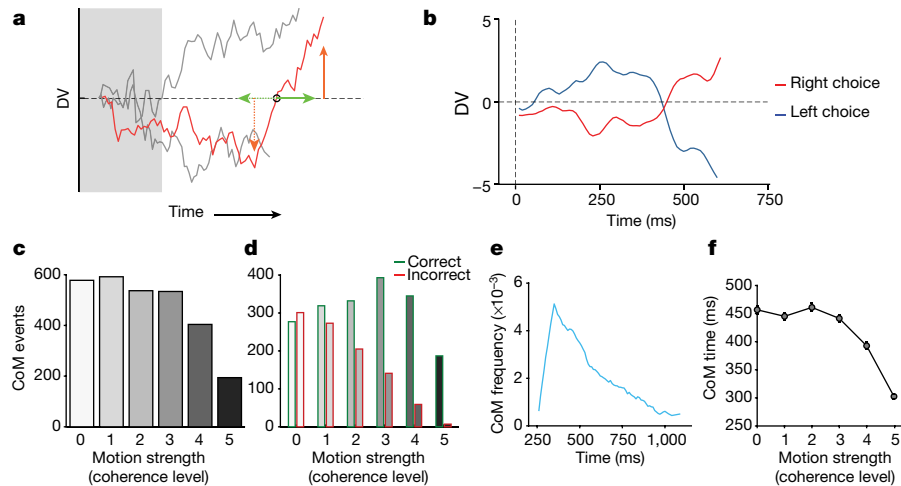 a
DV
Time
b
5
0
−5
DV
0
250
500
750
Time (ms)
Right choice
Left choice
c
600
400
200
0
CoM events
0 1 2 3 4 5
Motion strength
(coherence level)
d
Correct
Incorrect
400
300
200
100
0
0 1 2 3 4 5
Motion strength
(coherence level)
e
CoM frequency (×10⁻³)
6
4
2
0
250 500 750 1,000
Time (ms)
f
CoM time (ms)
500
450
400
350
300
250
0 1 2 3 4 5
Motion strength
(coherence level)